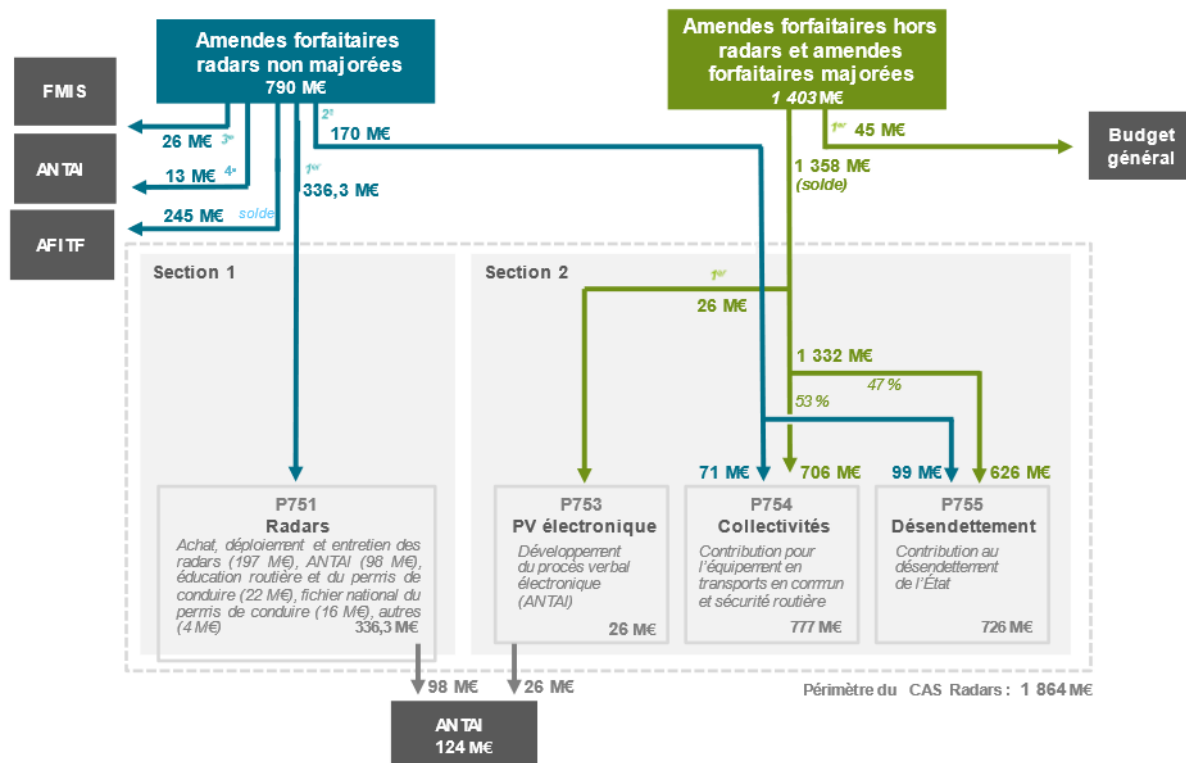 Amendes forfaitaires
radars non majorées
790 M€
Amendes forfaitaires hors
radars et amendes
forfaitaires majorées
1 403 M€
FMIS
ANTAI
AFITF
26 M€ 3e
13 M€ 4e
245 M€ solde
1er
336,3 M€
2e
170 M€
1er 45 M€
1 358 M€
(solde)
Budget
général
Section 1
Section 2
1er
26 M€
1 332 M€
47 %
53 %
71 M€
706 M€
99 M€
626 M€
P751
Radars
Achat, déploiement et entretien des
radars (197 M€), ANTAI (98 M€),
éducation routière et du permis de
conduire (22 M€), fichier national du
permis de conduire (16 M€), autres
(4 M€)
336,3 M€
P753
PV électronique
Développement
du procès verbal
électronique
(ANTAI)
26 M€
P754
Collectivités
Contribution pour
l'équipement en
transports en commun
et sécurité routière
777 M€
P755
Désendettement
Contribution au
désendettement
de l'État
726 M€
98 M€
26 M€
Périmètre du CAS Radars : 1 864 M€
ANTAI
124 M€